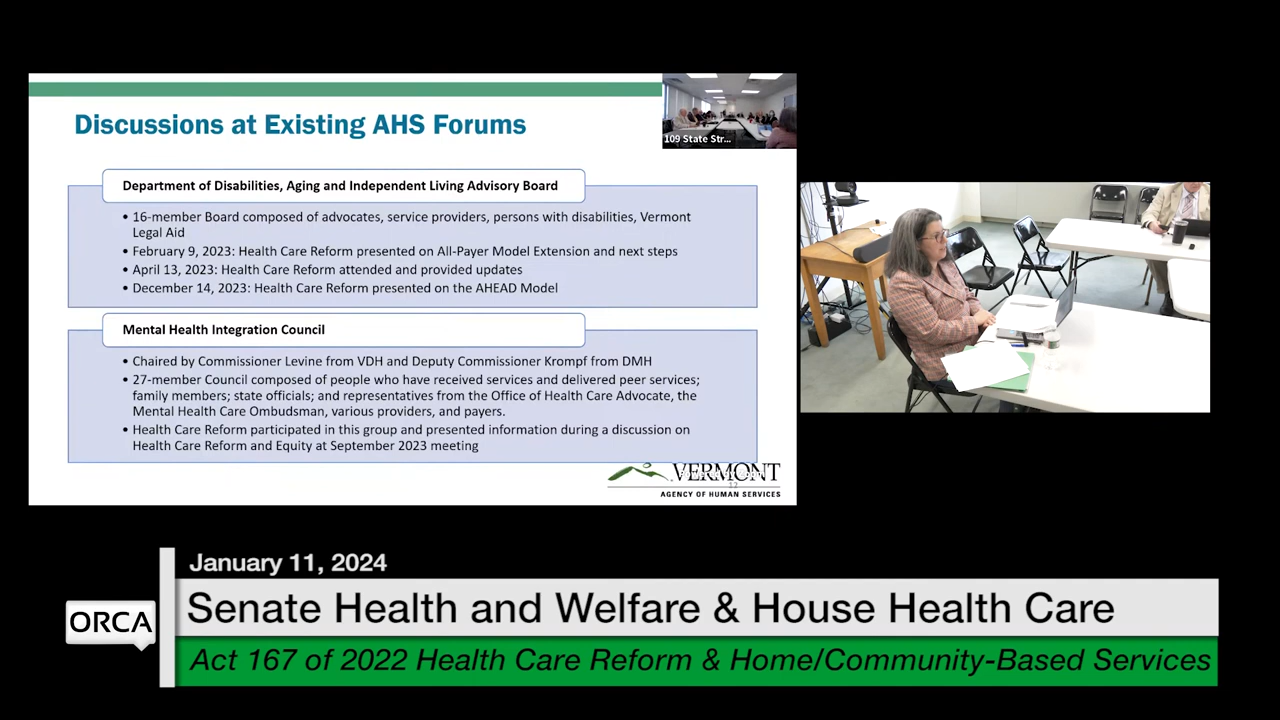 Discussions at Existing AHS Forums
109 State Str...
Department of Disabilities, Aging and Independent Living Advisory Board
• 16-member Board composed of advocates, service providers, persons with disabilities, Vermont
Legal Aid
• February 9, 2023: Health Care Reform presented on All-Payer Model Extension and next steps
• April 13, 2023: Health Care Reform attended and provided updates
• December 14, 2023: Health Care Reform presented on the AHEAD Model
Mental Health Integration Council
• Chaired by Commissioner Levine from VDH and Deputy Commissioner Krompf from DMH
• 27-member Council composed of people who have received services and delivered peer services;
family members; state officials; and representatives from the Office of Health Care Advocate, the
Mental Health Care Ombudsman, various providers, and payers.
• Health Care Reform participated in this group and presented information during a discussion on
Health Care Reform and Equity at September 2023 meeting
VERMONT
12
AGENCY OF HUMAN SERVICES
January 11, 2024
Senate Health and Welfare & House Health Care
ORCA
Act 167 of 2022 Health Care Reform & Home/Community-Based Services